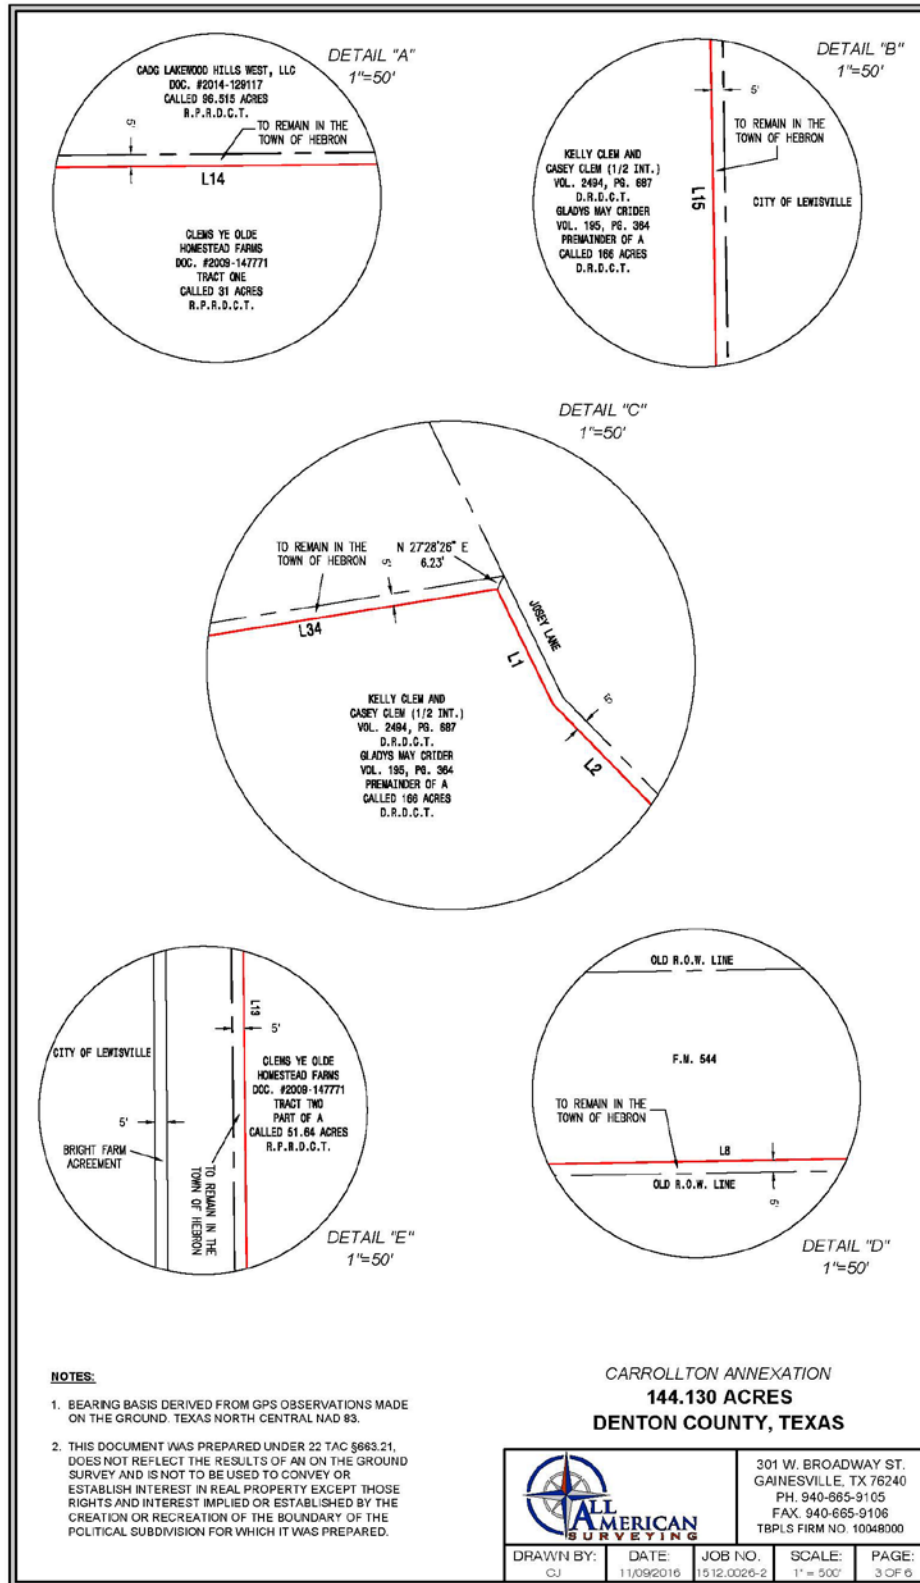 DETAIL "A"
1"=50'
CADG LAKEWOOD HILLS WEST, LLC
DOC. #2014-129117
CALLED 96.515 ACRES
R.P.R.D.C.T.
5'
TO REMAIN IN THE
TOWN OF HEBRON
L14
CLEMS YE OLDE
HOMESTEAD FARMS
DOC. #2009-147771
TRACT ONE
CALLED 31 ACRES
R.P.R.D.C.T.
DETAIL "B"
1"=50'
5'
TO REMAIN IN THE
TOWN OF HEBRON
KELLY CLEM AND
CASEY CLEM (1/2 INT.)
VOL. 2494, PG. 687
D.R.D.C.T.
GLADYS MAY CRIDER
VOL. 195, PG. 364
PREMAINDER OF A
CALLED 166 ACRES
D.R.D.C.T.
L15
CITY OF LEWISVILLE
DETAIL "C"
1"=50'
TO REMAIN IN THE
TOWN OF HEBRON
5'
N 27°28'26" E
6.23'
L34
JOSEY LANE
L1
5'
L2
KELLY CLEM AND
CASEY CLEM (1/2 INT.)
VOL. 2494, PG. 687
D.R.D.C.T.
GLADYS MAY CRIDER
VOL. 195, PG. 364
PREMAINDER OF A
CALLED 166 ACRES
D.R.D.C.T.
CITY OF LEWISVILLE
L13
5'
CLEMS YE OLDE
HOMESTEAD FARMS
DOC. #2009-147771
TRACT TWO
PART OF A
CALLED 51.64 ACRES
R.P.R.D.C.T.
5'
BRIGHT FARM
AGREEMENT
TO REMAIN IN THE
TOWN OF HEBRON
DETAIL "E"
1"=50'
OLD R.O.W. LINE
F.M. 544
TO REMAIN IN THE
TOWN OF HEBRON
L8
OLD R.O.W. LINE
5'
DETAIL "D"
1"=50'
NOTES:
1. BEARING BASIS DERIVED FROM GPS OBSERVATIONS MADE
ON THE GROUND. TEXAS NORTH CENTRAL NAD 83.
2. THIS DOCUMENT WAS PREPARED UNDER 22 TAC §663.21,
DOES NOT REFLECT THE RESULTS OF AN ON THE GROUND
SURVEY AND IS NOT TO BE USED TO CONVEY OR
ESTABLISH INTEREST IN REAL PROPERTY EXCEPT THOSE
RIGHTS AND INTEREST IMPLIED OR ESTABLISHED BY THE
CREATION OR RECREATION OF THE BOUNDARY OF THE
POLITICAL SUBDIVISION FOR WHICH IT WAS PREPARED.
CARROLLTON ANNEXATION
144.130 ACRES
DENTON COUNTY, TEXAS
ALL
AMERICAN
SURVEYING
301 W. BROADWAY ST.
GAINESVILLE, TX 76240
PH. 940-665-9105
FAX. 940-665-9106
TBPLS FIRM NO. 10048000
DRAWN BY: CJ
DATE: 11/09/2016
JOB NO. 1512.0026-2
SCALE: 1" = 500'
PAGE: 3 OF 6